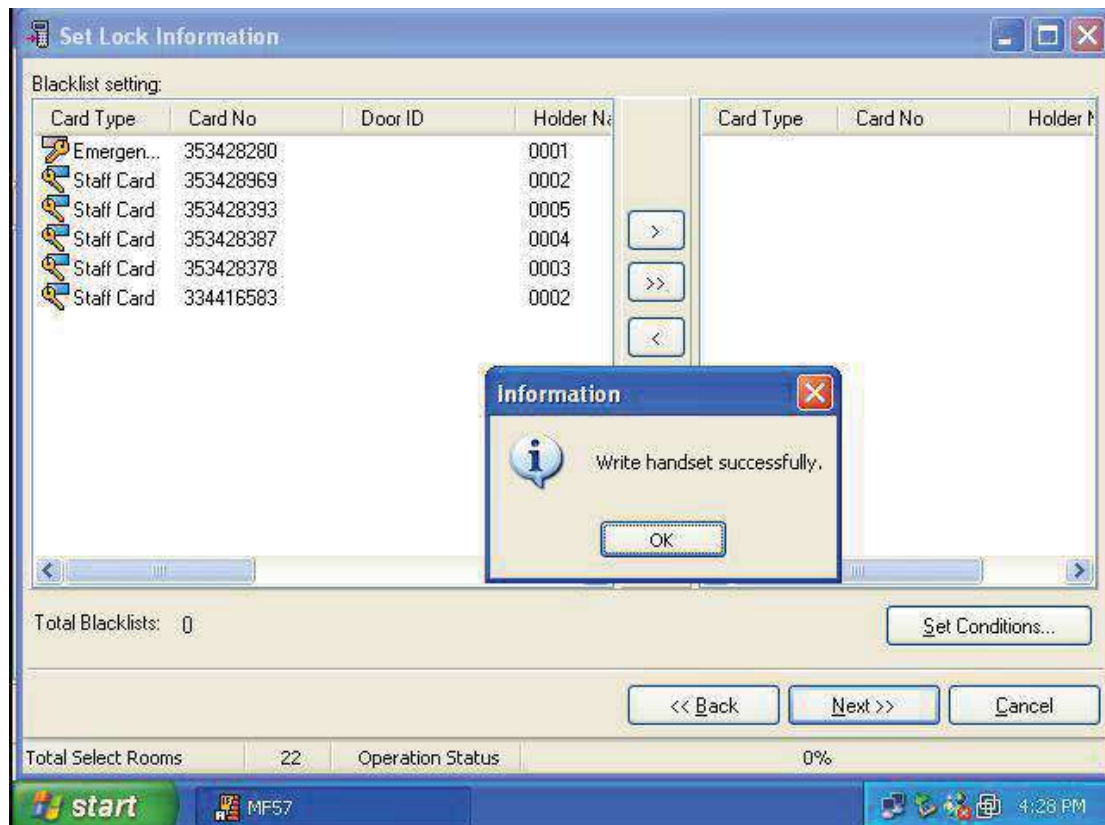 Set Lock Information
Blacklist setting:
Card Type Card No Door ID Holder Na
Emergen... 353428280 0001
Staff Card 353428969 0002
Staff Card 353428393 0005
Staff Card 353428387 0004
Staff Card 353428378 0003
Staff Card 334416583 0002
>
>>
<
Card Type Card No Holder N
Information
Write handset successfully.
OK
Total Blacklists: 0
Set Conditions...
<< Back Next >> Cancel
Total Select Rooms 22 Operation Status 0%
start MF57 4:28 PM